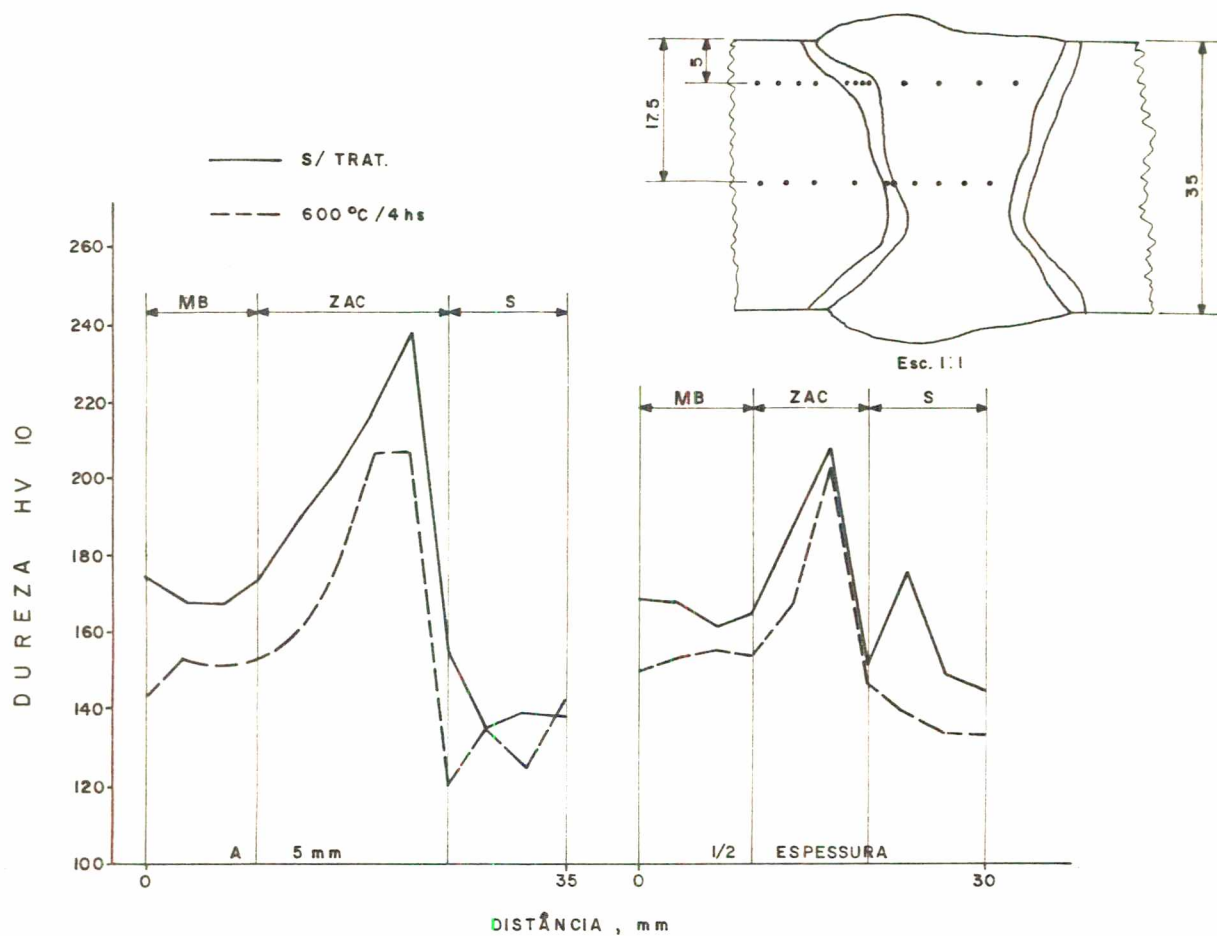 S/ TRAT.
600 °C / 4 hs
5
17.5
35
Esc. 1:1
DUREZA HV 10
260
240
220
200
180
160
140
120
100
MB ZAC S
A 5 mm
0 35
MB ZAC S
1/2 ESPESSURA
0 30
DISTÂNCIA , mm